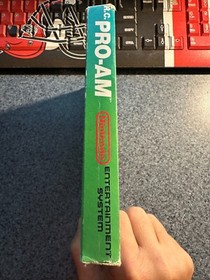 R.C. PRO-AM
Nintendo
ENTERTAINMENT
SYSTEM